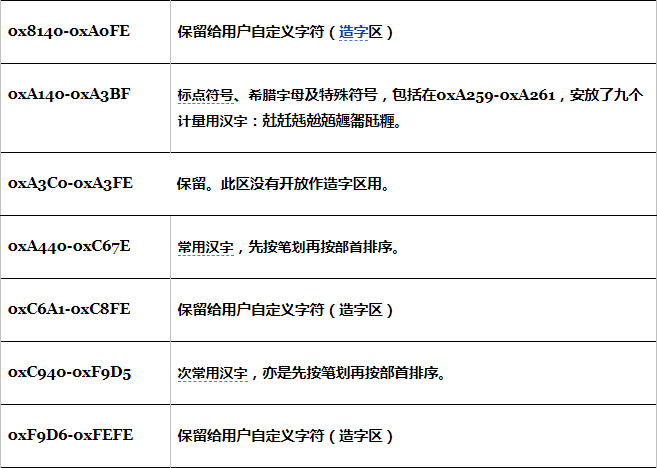 0x8140-0xA0FE 保留给用户自定义字符（造字区）
0xA140-0xA3BF 标点符号、希腊字母及特殊符号，包括在0xA259-0xA261，安放了九个
计量用汉字：兙兛兞兝兡兣嗧瓩糎。
0xA3C0-0xA3FE 保留。此区没有开放作造字区用。
0xA440-0xC67E 常用汉字，先按笔划再按部首排序。
0xC6A1-0xC8FE 保留给用户自定义字符（造字区）
0xC940-0xF9D5 次常用汉字，亦是先按笔划再按部首排序。
0xF9D6-0xFEFE 保留给用户自定义字符（造字区）